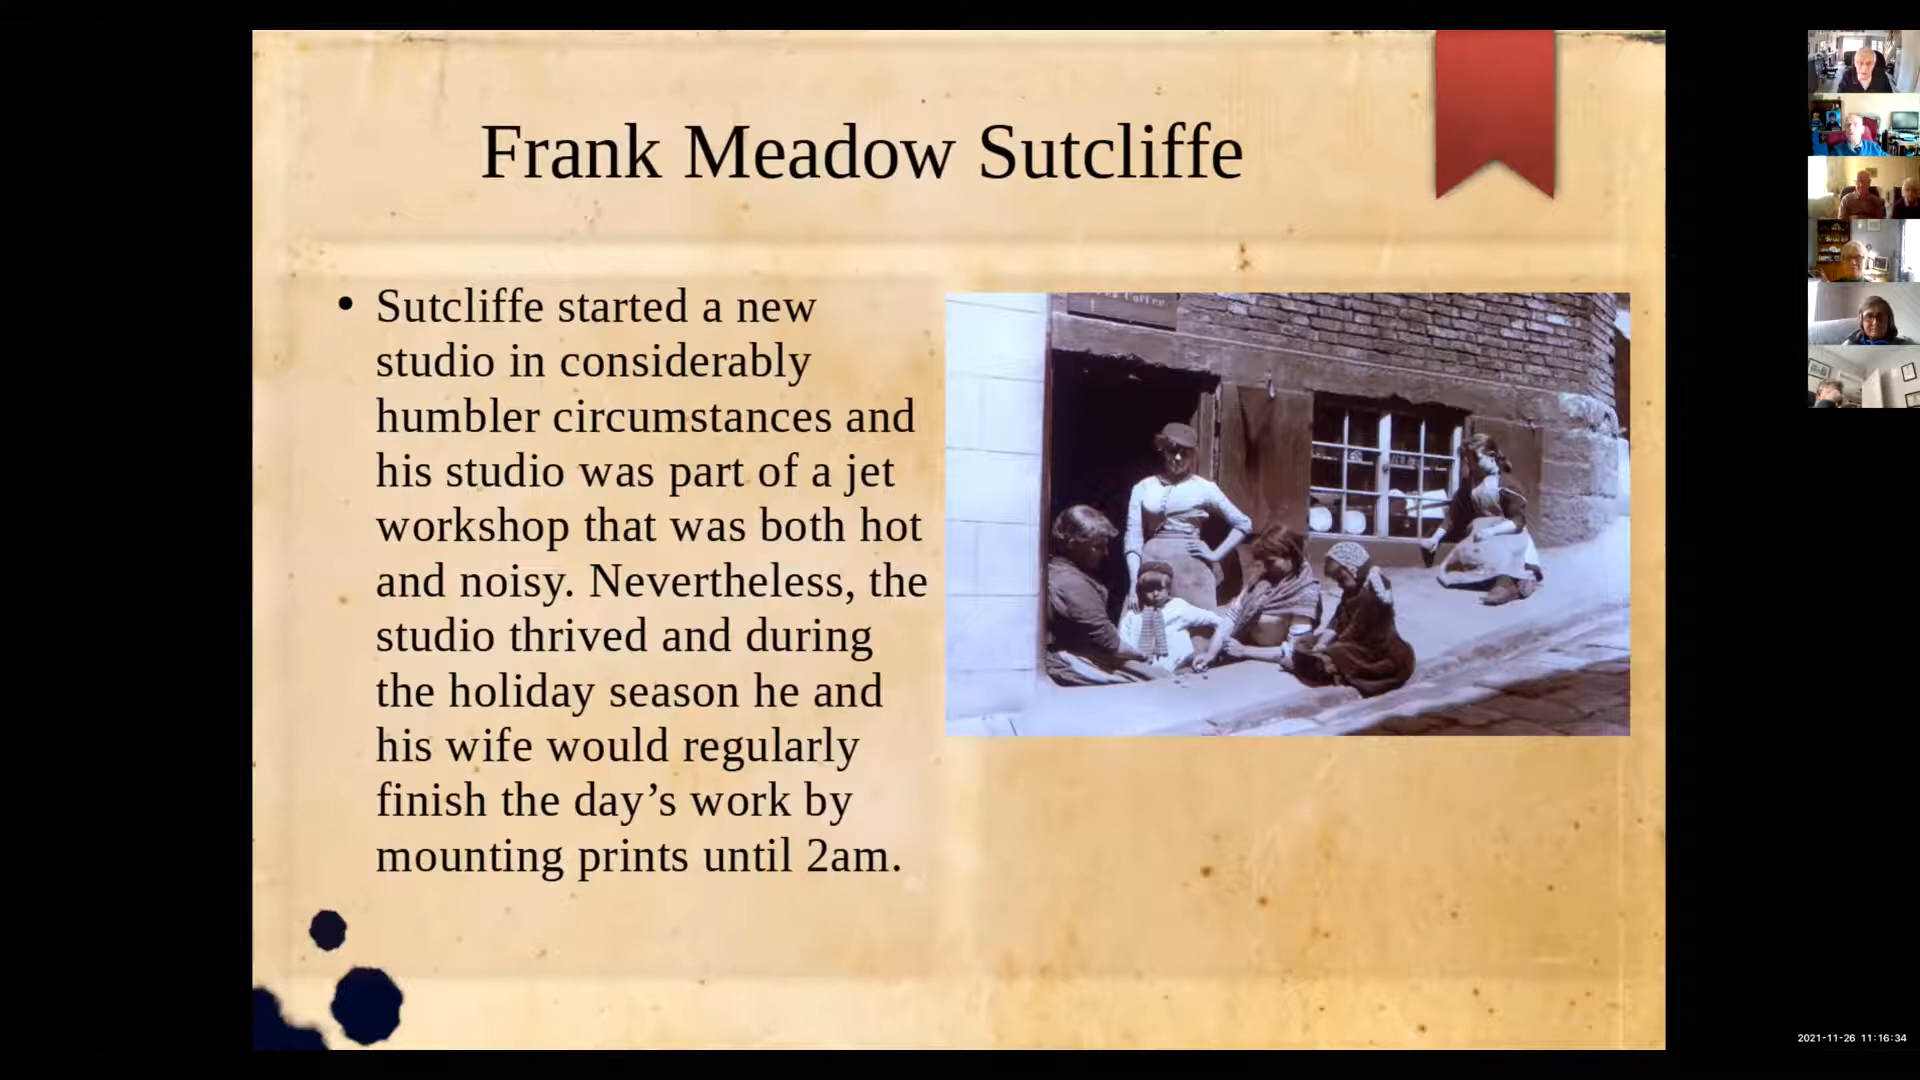 Frank Meadow Sutcliffe
• Sutcliffe started a new
studio in considerably
humbler circumstances and
his studio was part of a jet
workshop that was both hot
and noisy. Nevertheless, the
studio thrived and during
the holiday season he and
his wife would regularly
finish the day’s work by
mounting prints until 2am.
Coffee
2021-11-26 11:16:34